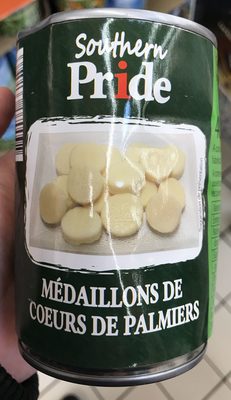 Southern
Pride
MÉDAILLONS DE
COEURS DE PALMIERS